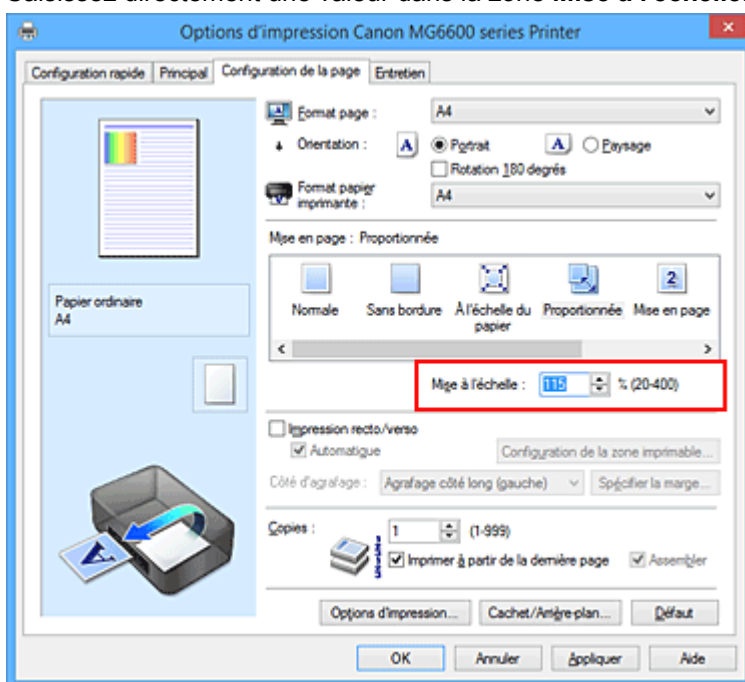 Options d'impression Canon MG6600 series Printer
Configuration rapide Principal Configuration de la page Entretien
Format page : A4
Orientation : A Portrait A Paysage
Rotation 180 degrés
Format papier imprimante : A4
Mise en page : Proportionnée
2
Normale Sans bordure À l'échelle du papier Proportionnée Mise en page
Papier ordinaire
A4
Mise à l'échelle : 115 % (20-400)
Impression recto/verso
Automatique Configuration de la zone imprimable...
Côté d'agrafage : Agrafage côté long (gauche) Spécifier la marge...
Copies : 1 (1-999)
Imprimer à partir de la dernière page Assembler
A
Options d'impression... Cachet/Arrière-plan... Défaut
OK Annuler Appliquer Aide